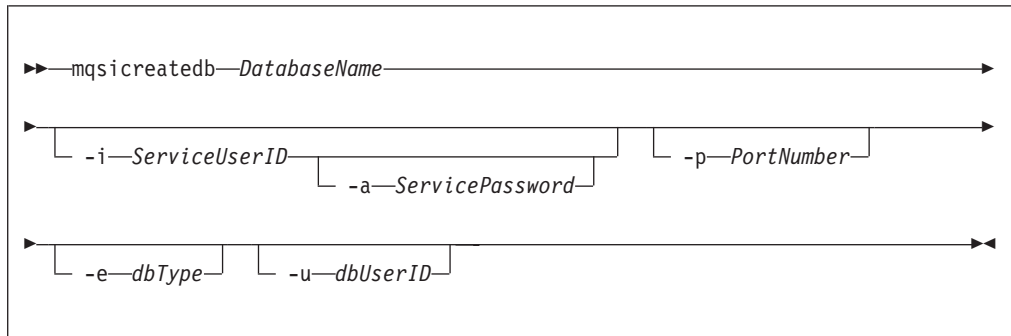 mqsicreatedb DatabaseName
-i ServiceUserID
-a ServicePassword
-p PortNumber
-e dbType
-u dbUserID